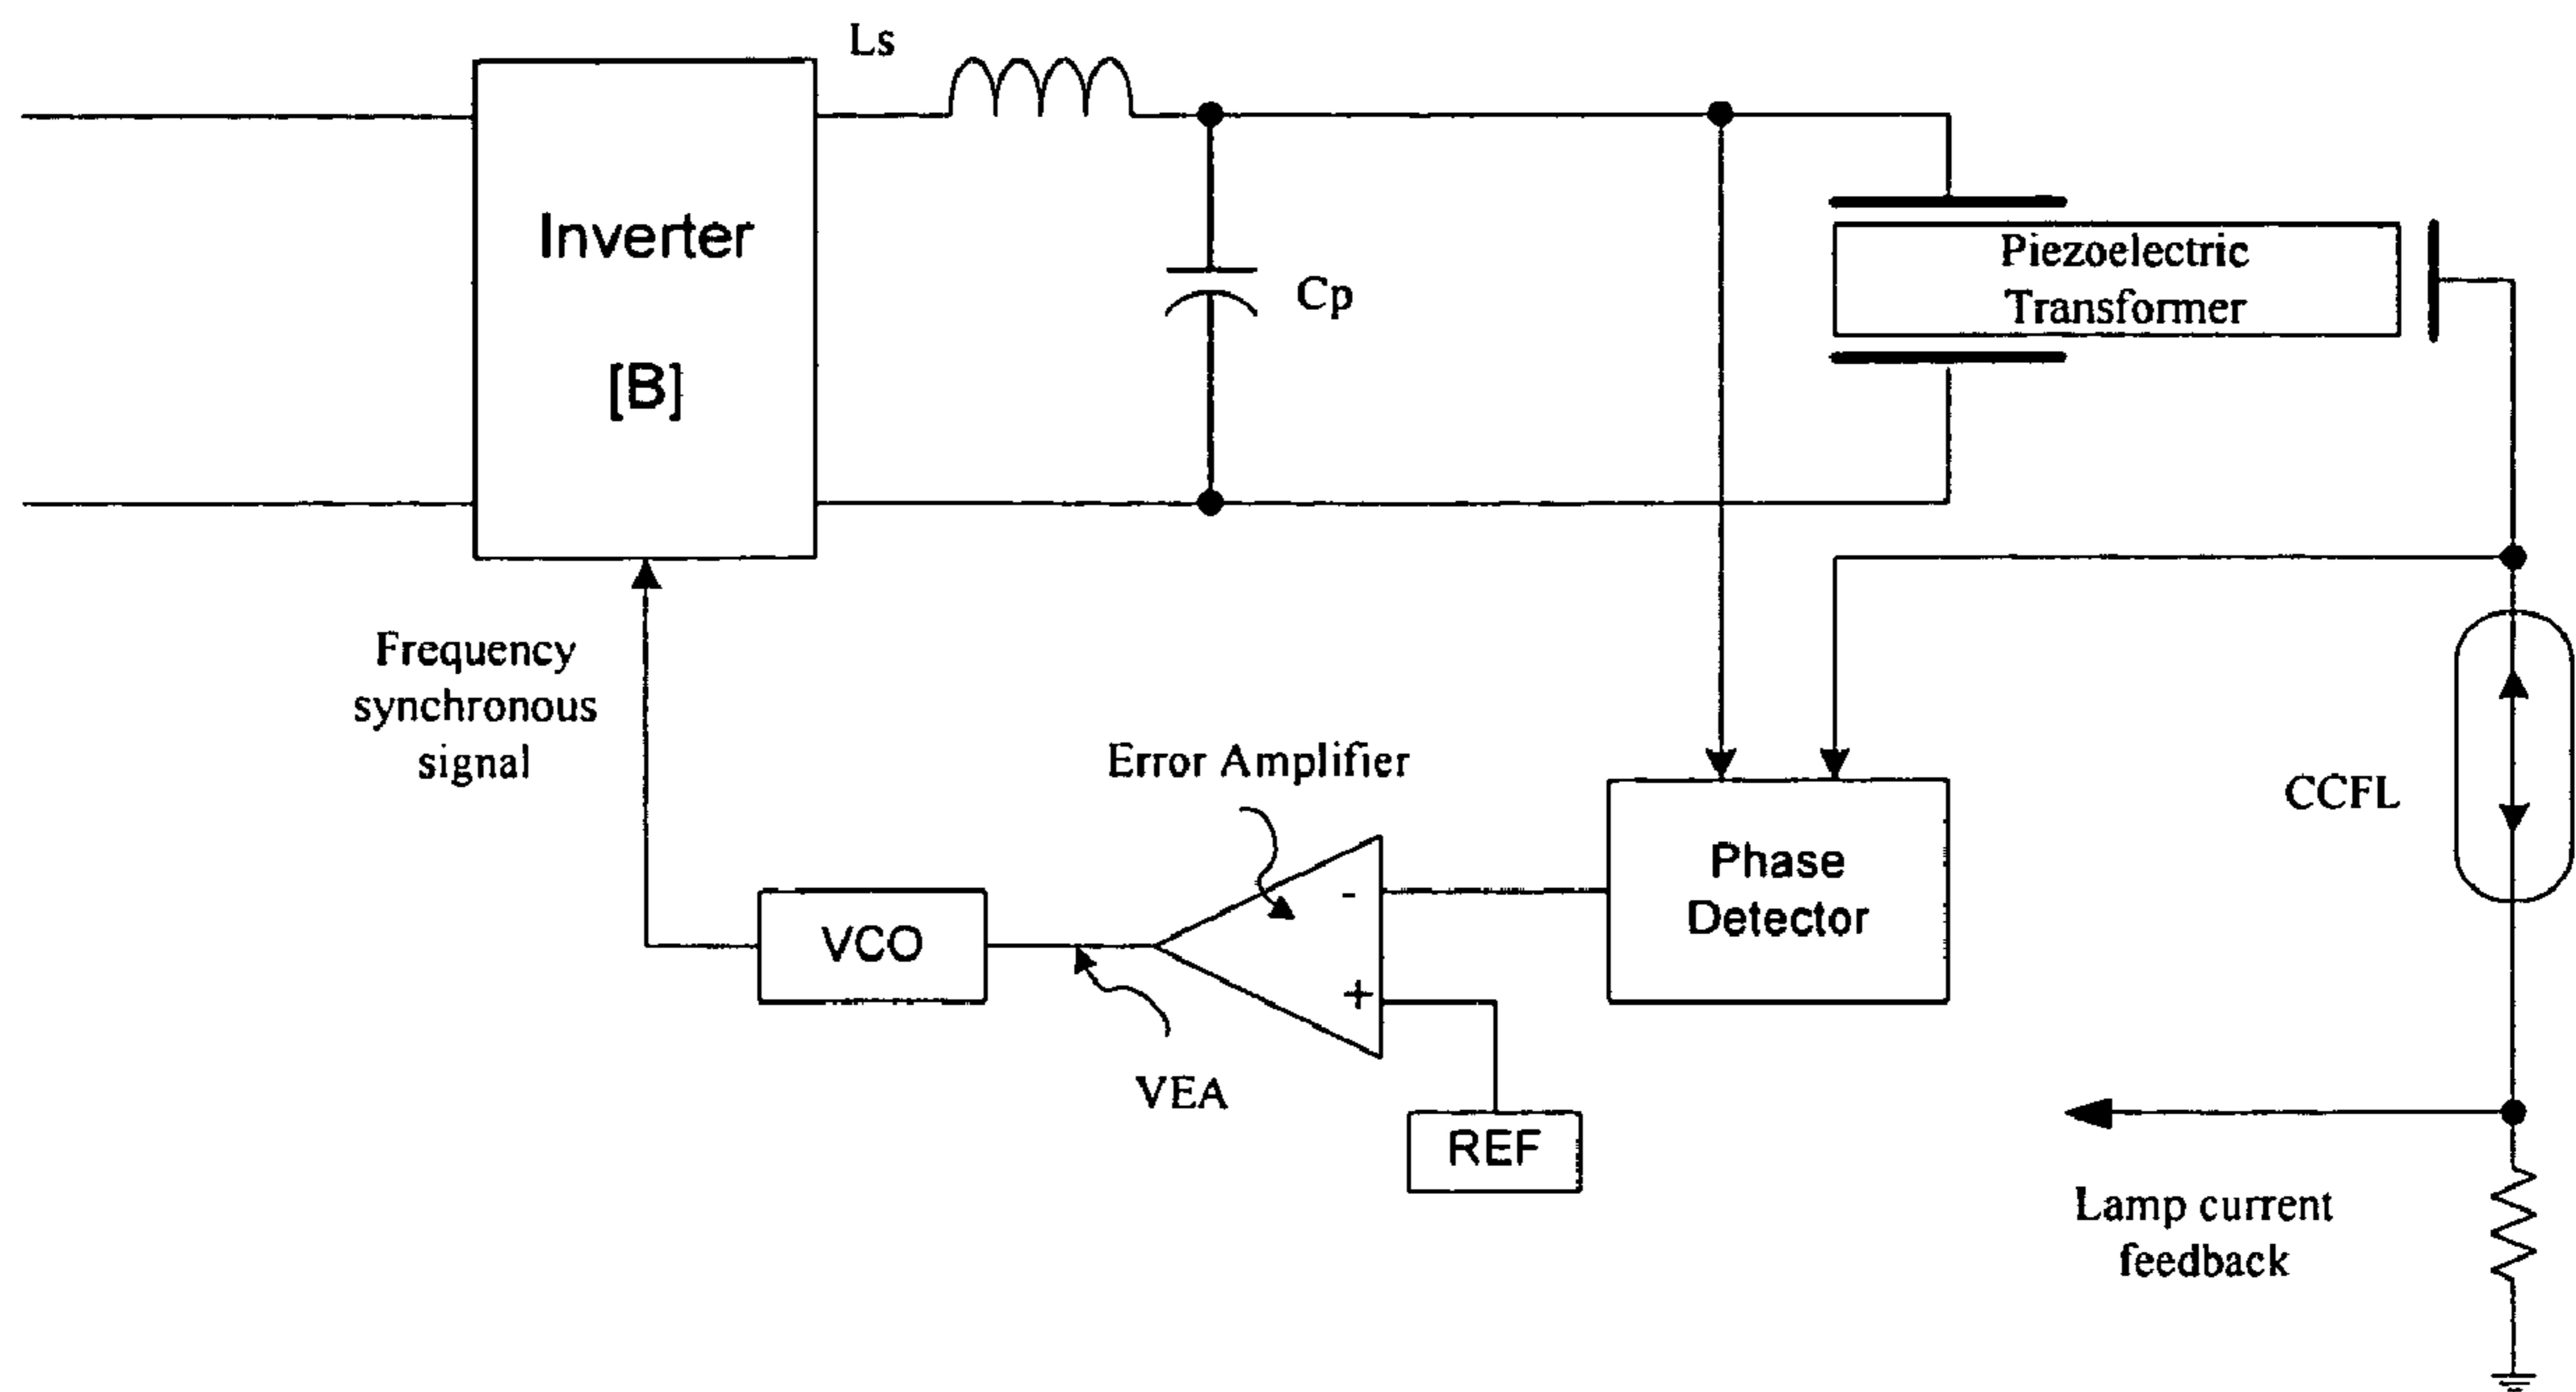 Ls
Inverter
[B]
Cp
Piezoelectric
Transformer
Frequency
synchronous
signal
Error Amplifier
CCFL
Phase
Detector
-
+
VCO
VEA
REF
Lamp current
feedback